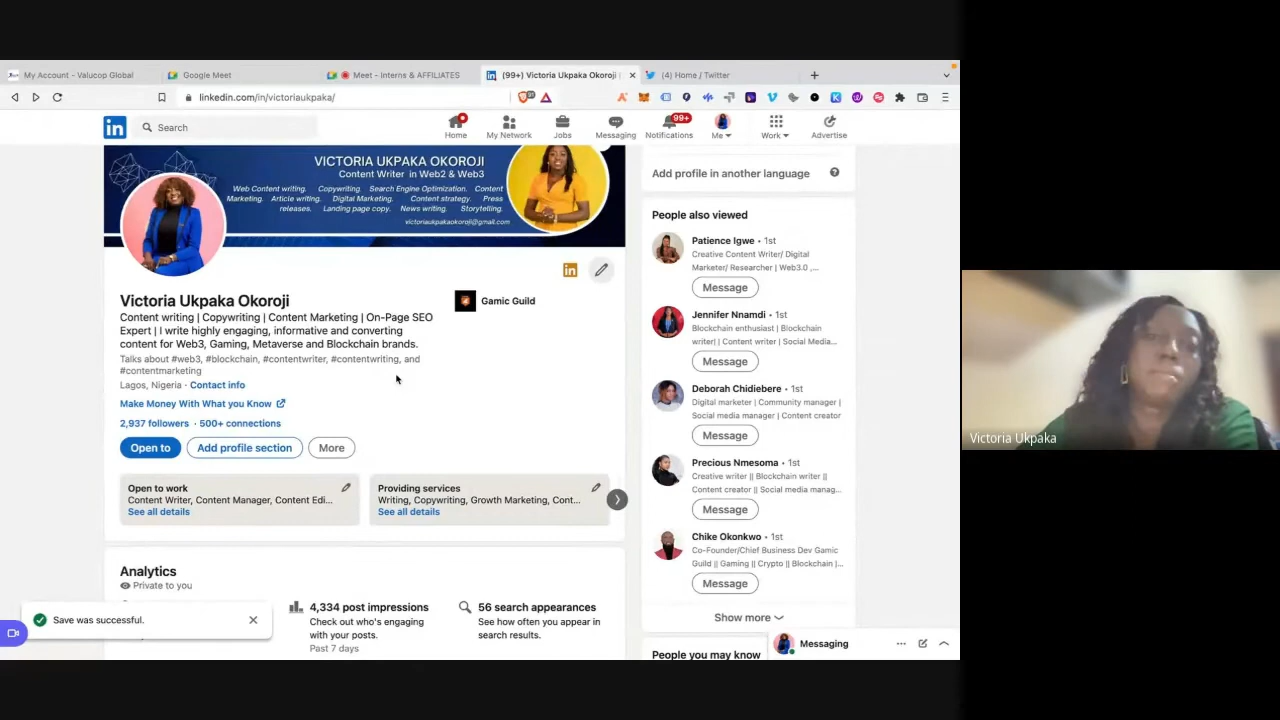 My Account - Valucop Global
Google Meet
Meet - Interns & AFFILIATES
(99+) Victoria Ukpaka Okoroji |
(4) Home / Twitter
linkedin.com/in/victoriaukpaka/
in
Search
Home
My Network
Jobs
Messaging
99+
Notifications
Me
Work
Advertise
VICTORIA UKPAKA OKOROJI
Content Writer in Web2 & Web3
Web Content writing. Copywriting. Search Engine Optimization. Content
Marketing. Article writing. Digital Marketing. Content strategy. Press
releases. Landing page copy. News writing. Storytelling.
victoriaukpakaokoroji@gmail.com
Victoria Ukpaka Okoroji
Content writing | Copywriting | Content Marketing | On-Page SEO
Expert | I write highly engaging, informative and converting
content for Web3, Gaming, Metaverse and Blockchain brands.
Talks about #web3, #blockchain, #contentwriter, #contentwriting, and
#contentmarketing
Lagos, Nigeria · Contact info
Make Money With What you Know
2,937 followers · 500+ connections
Open to
Add profile section
More
Gamic Guild
Open to work
Content Writer, Content Manager, Content Edi...
See all details
Providing services
Writing, Copywriting, Growth Marketing, Cont...
See all details
Analytics
Private to you
4,334 post impressions
Check out who's engaging
with your posts.
Past 7 days
56 search appearances
See how often you appear in
search results.
Save was successful.
Add profile in another language
People also viewed
Patience Igwe • 1st
Creative Content Writer/ Digital
Marketer/ Researcher | Web3.0 ,...
Message
Jennifer Nnamdi • 1st
Blockchain enthusiast | Blockchain
writer| | Content writer | Social Media...
Message
Deborah Chidiebere • 1st
Digital marketer | Community manager |
Social media manager | Content creator
Message
Precious Nmesoma • 1st
Creative writer || Blockchain writer ||
Content creator || Social media manag...
Message
Chike Okonkwo • 1st
Co-Founder/Chief Business Dev Gamic
Guild || Gaming || Crypto || Blockchain |...
Message
Show more
People you may know
Messaging
Victoria Ukpaka